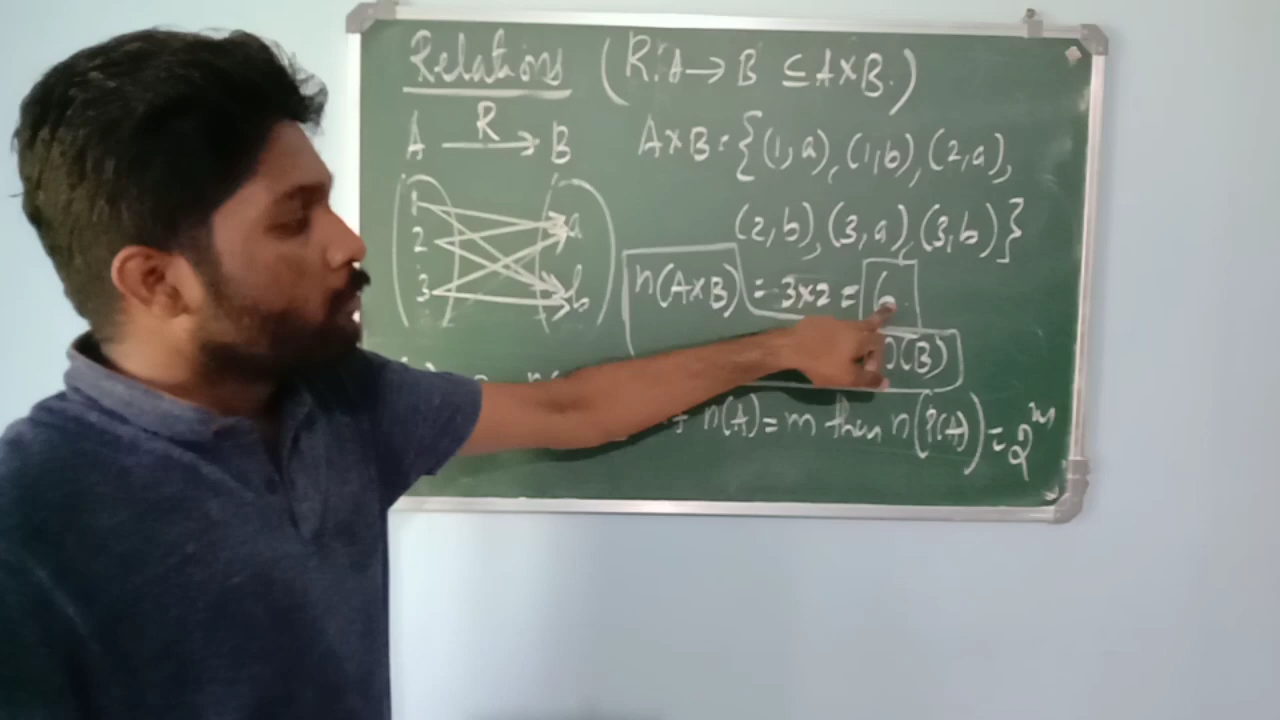 Relations (R: A → B ⊆ A×B.)
A R → B
A×B = {(1,a), (1,b), (2,a),
(2,b), (3,a), (3,b)}
1
2
3
a
b
n(A×B) = 3×2 = 6
n(B)
n(A) = m then n(P(A)) = 2^m